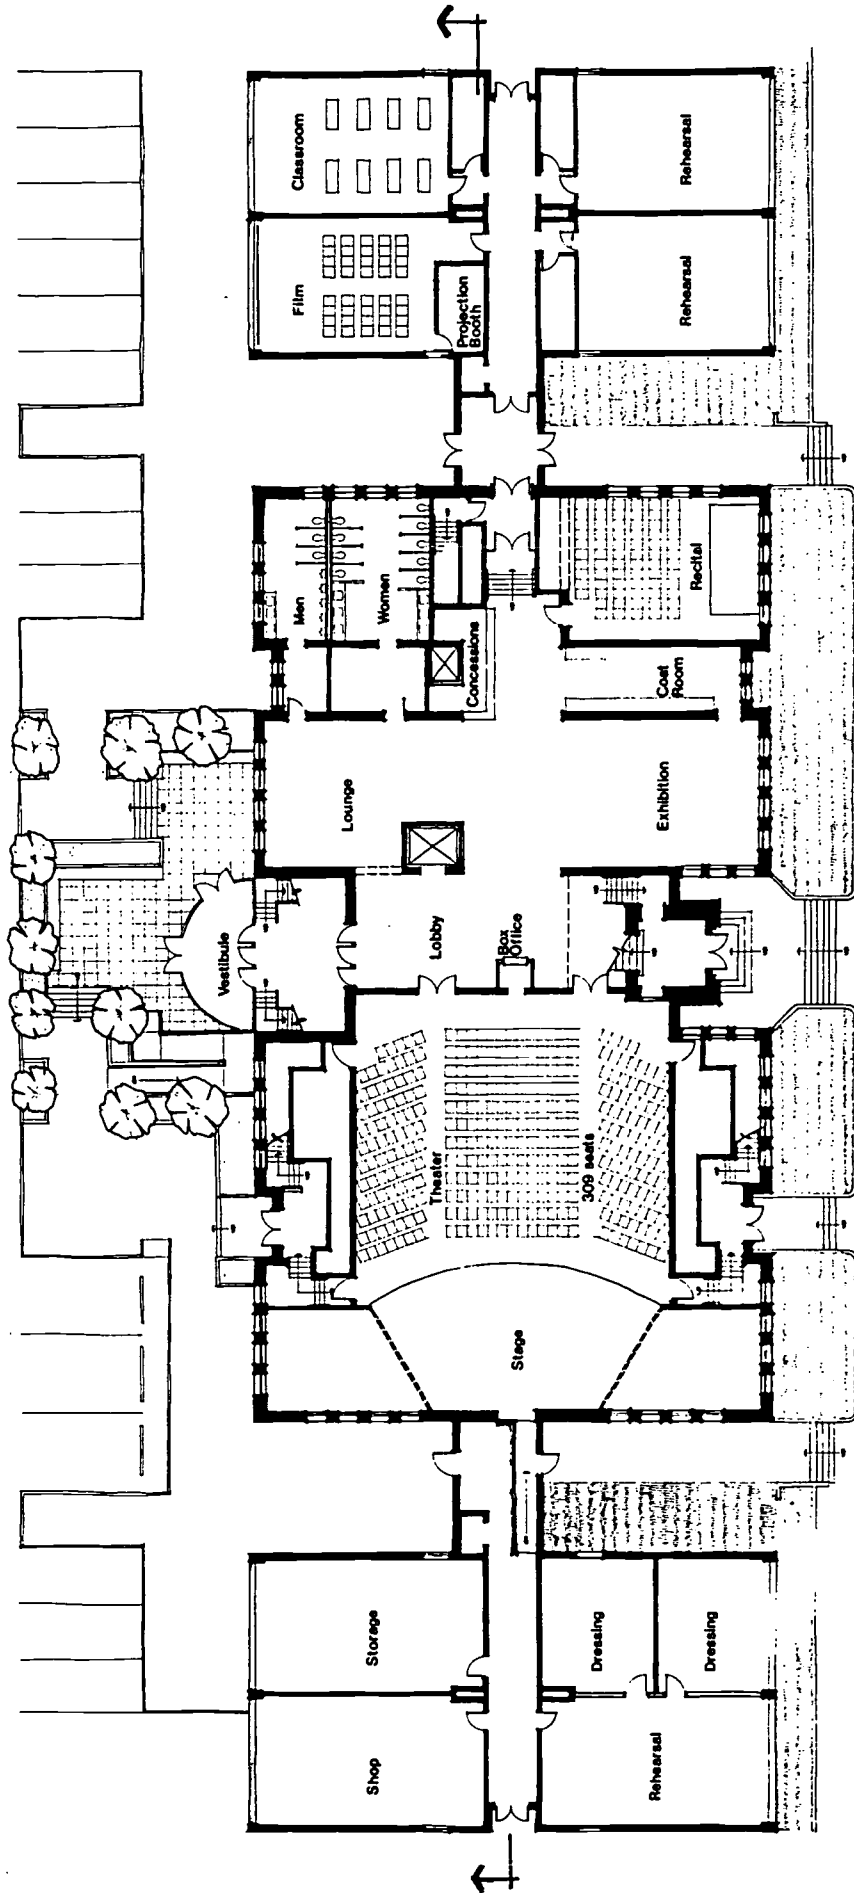 Classroom
Rehearsal
Film
Projection
Booth
Rehearsal
Men
Women
Recital
Concessions
Coat
Room
Lounge
Exhibition
Vestibule
Lobby
Box
Office
Theater
309 seats
Stage
Storage
Dressing
Dressing
Shop
Rehearsal